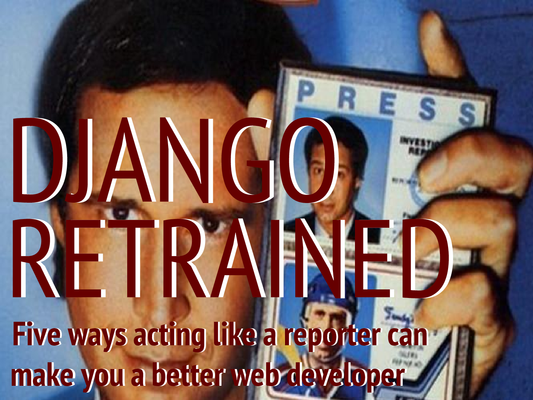 PRESS
DJANGO
RETRAINED
Five ways acting like a reporter can
make you a better web developer